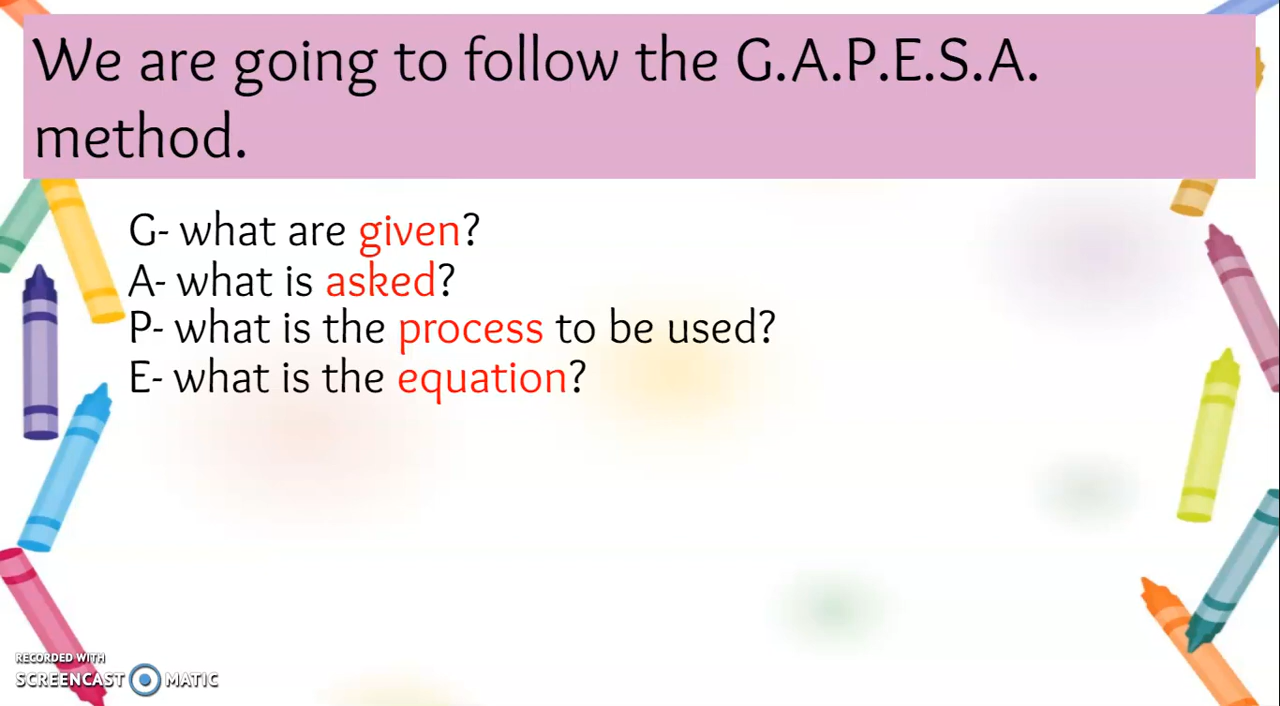 We are going to follow the G.A.P.E.S.A.
method.
G- what are given?
A- what is asked?
P- what is the process to be used?
E- what is the equation?
RECORDED WITH
SCREENCAST MATIC